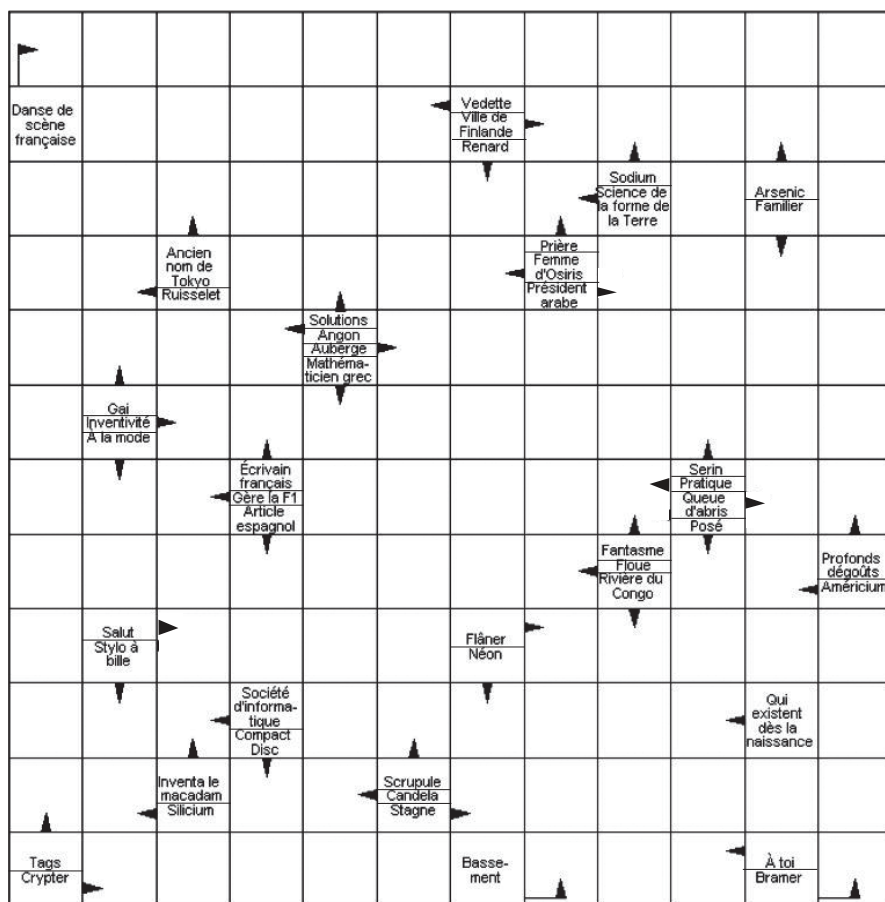 Danse de
scène
française
Vedette
Ville de
Finlande
Renard
Sodium
Science de
la forme de
la Terre
Arsenic
Familier
Ancien
nom de
Tokyo
Ruisselet
Prière
Femme
d'Osiris
Président
arabe
Solutions
Angon
Auberge
Mathéma-
ticien grec
Gai
Inventivité
À la mode
Écrivain
français
Gère la F1
Article
espagnol
Serin
Pratique
Queue
d'abris
Posé
Fantasme
Floue
Rivière du
Congo
Profonds
dégoûts
Américium
Salut
Stylo à
bille
Flâner
Néon
Société
d'informa-
tique
Compact
Disc
Qui
existent
dès la
naissance
Inventa le
macadam
Silicium
Scrupule
Candela
Stagne
Tags
Crypter
Basse-
ment
À toi
Bramer